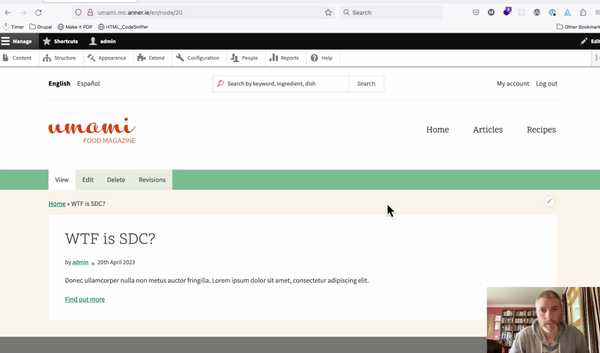 umami.mc.anner.ie/en/node/20
Search
Timer Drupal Make it PDF HTML_CodeSniffer Other Bookmar
Manage Shortcuts admin Edit
Content Structure Appearance Extend Configuration People Reports Help
English Español Search by keyword, ingredient, dish Search My account Log out
umami
FOOD MAGAZINE
Home Articles Recipes
View Edit Delete Revisions
Home » WTF is SDC?
WTF is SDC?
by admin 20th April 2023
Donec ullamcorper nulla non metus auctor fringilla. Lorem ipsum dolor sit amet, consectetur adipiscing elit.
Find out more